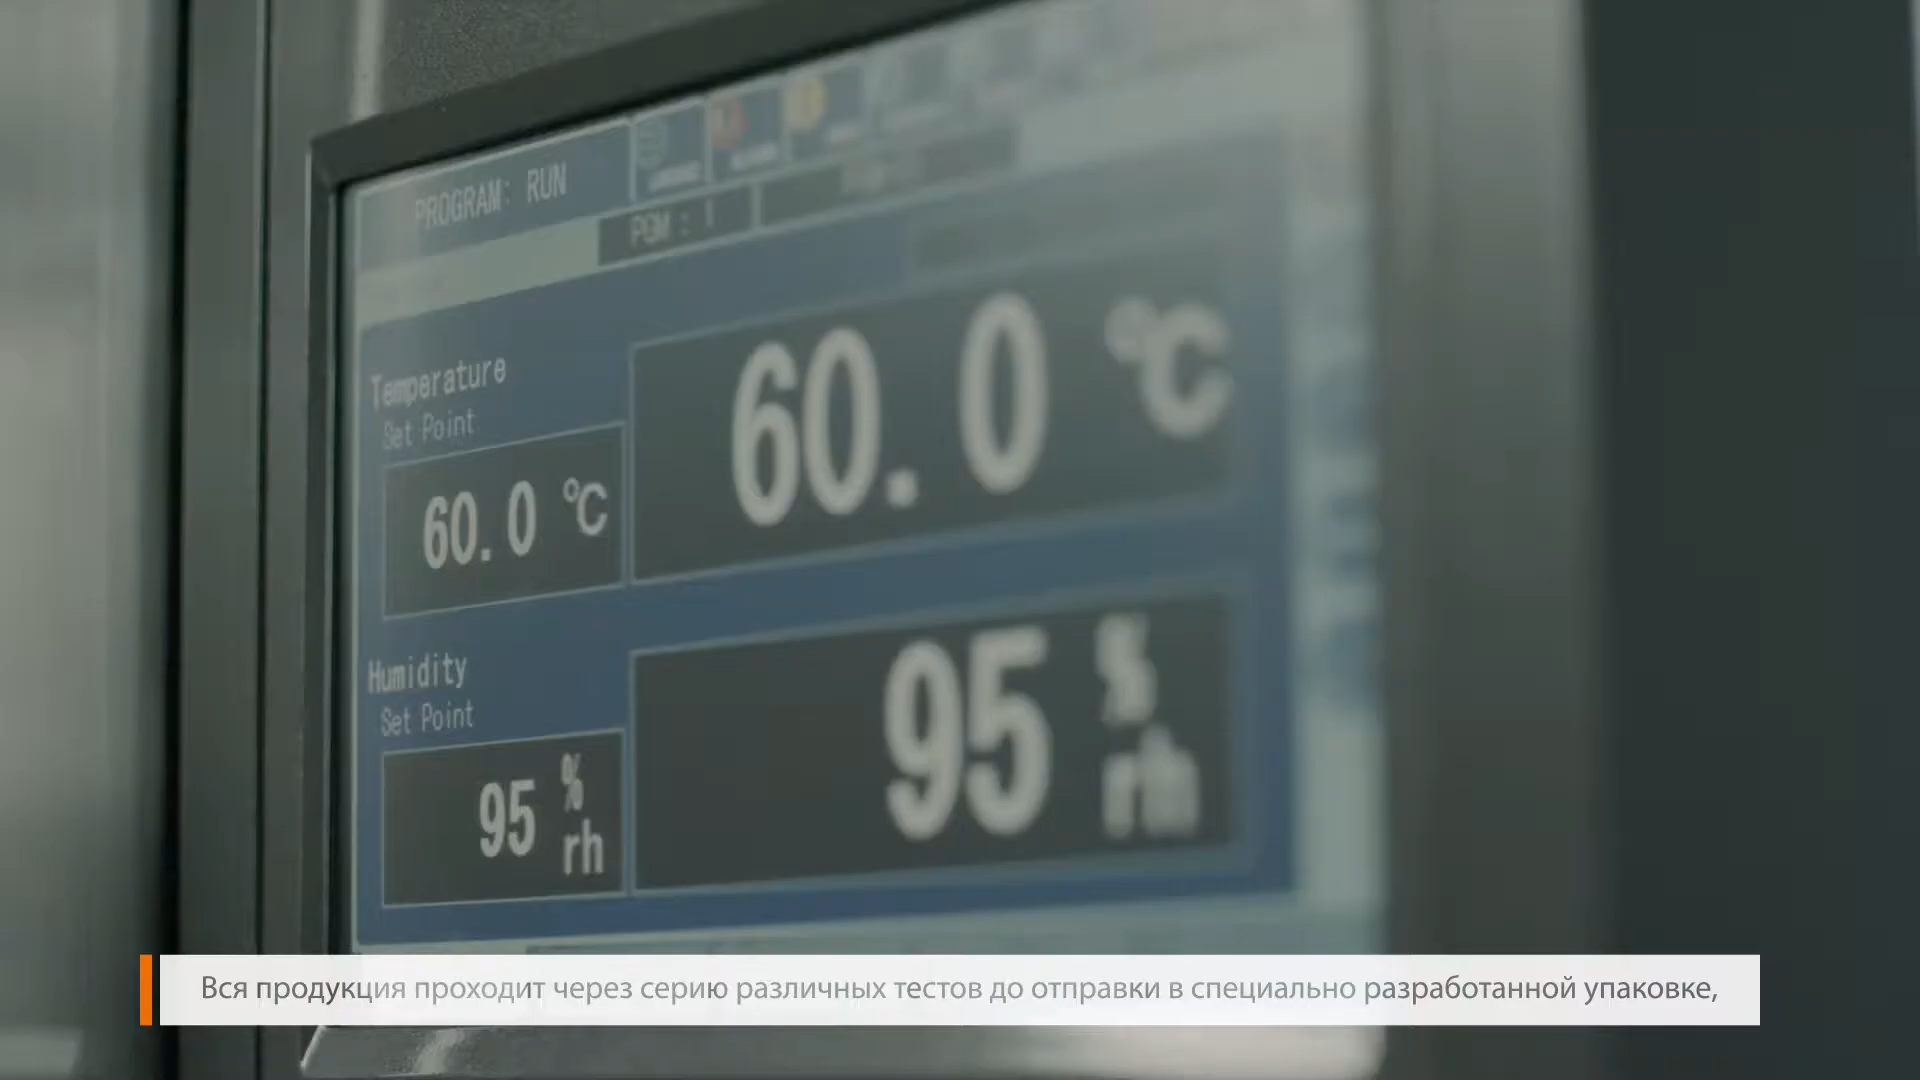 PROGRAM: RUN
PGM : 1
Temperature
Set Point
60.0 °C
60.0 °C
Humidity
Set Point
95 % rh
95 % rh
Вся продукция проходит через серию различных тестов до отправки в специально разработанной упаковке,